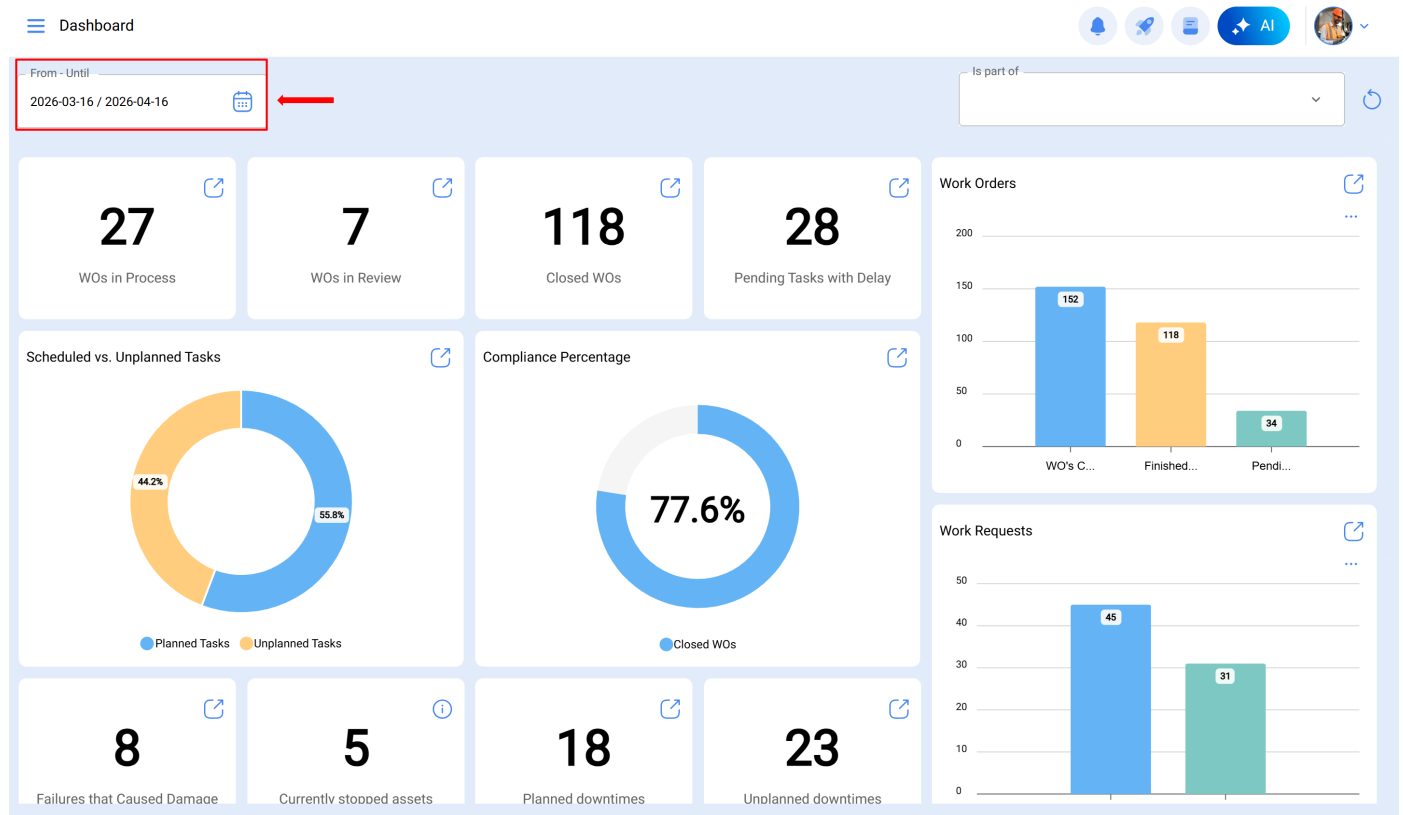 Dashboard
AI
From - Until
2026-03-16 / 2026-04-16
Is part of
27
WOs in Process
7
WOs in Review
118
Closed WOs
28
Pending Tasks with Delay
Work Orders
...
200
150
100
50
0
152
118
34
WO's C...
Finished...
Pendi...
Scheduled vs. Unplanned Tasks
44.2%
55.8%
Planned Tasks
Unplanned Tasks
Compliance Percentage
77.6%
Closed WOs
Work Requests
...
50
40
30
20
10
0
45
31
8
Failures that Caused Damage
5
Currently stopped assets
18
Planned downtimes
23
Unplanned downtimes